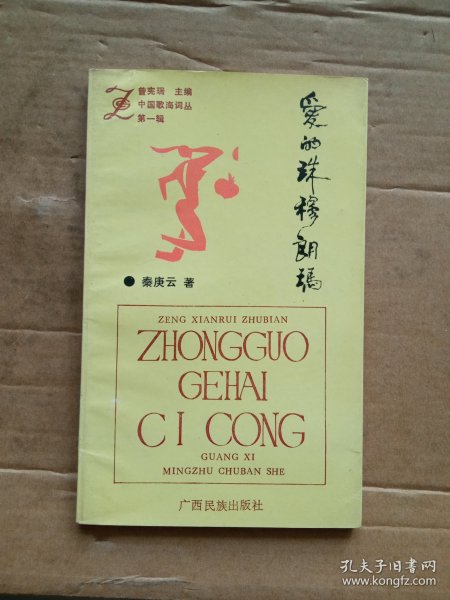 曾宪瑞 主编
中国歌海词丛
第一辑
愛的珠穆朗瑪
秦庚云 著
ZENG XIANRUI ZHUBIAN
ZHONGGUO
GEHAI
CI CONG
GUANG XI
MINGZHU CHUBAN SHE
广西民族出版社
孔夫子旧书网
www.kongfz.com